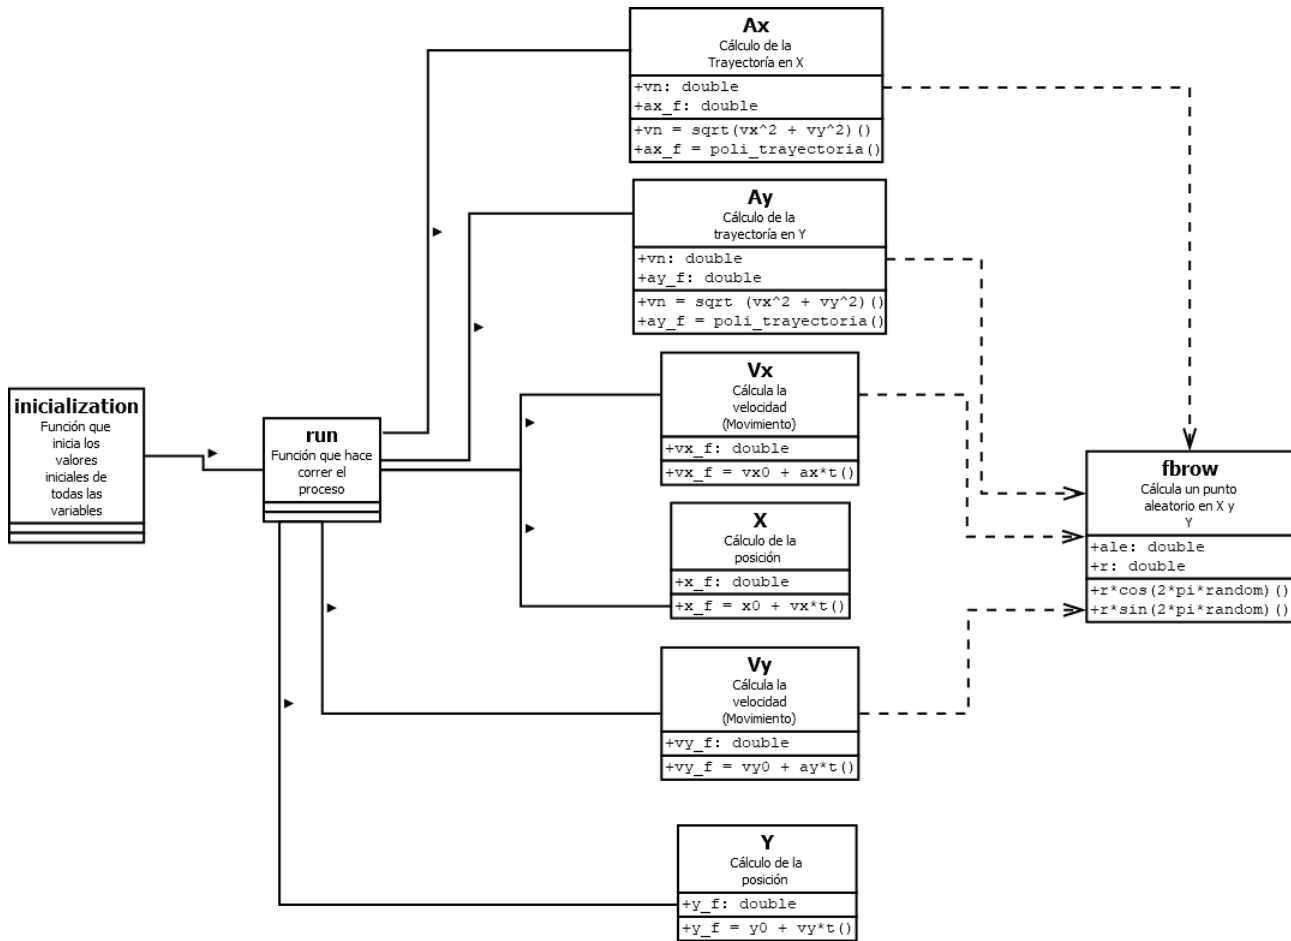 Ax
Cálculo de la
Trayectoría en X
+vn: double
+ax_f: double
+vn = sqrt(vx^2 + vy^2)()
+ax_f = poli_trayectoria()
Ay
Cálculo de la
trayectoría en Y
+vn: double
+ay_f: double
+vn = sqrt (vx^2 + vy^2)()
+ay_f = poli_trayectoria()
inicialization
Función que
inicia los
valores
iniciales de
todas las
variables
run
Función que hace
correr el
proceso
Vx
Cálcula la
velocidad
(Movimiento)
+vx_f: double
+vx_f = vx0 + ax*t()
X
Cálculo de la
posición
+x_f: double
+x_f = x0 + vx*t()
Vy
Cálcula la
velocidad
(Movimiento)
+vy_f: double
+vy_f = vy0 + ay*t()
Y
Cálculo de la
posición
+y_f: double
+y_f = y0 + vy*t()
fbrow
Cálcula un punto
aleatorio en X y
Y
+ale: double
+r: double
+r*cos(2*pi*random)()
+r*sin(2*pi*random)()